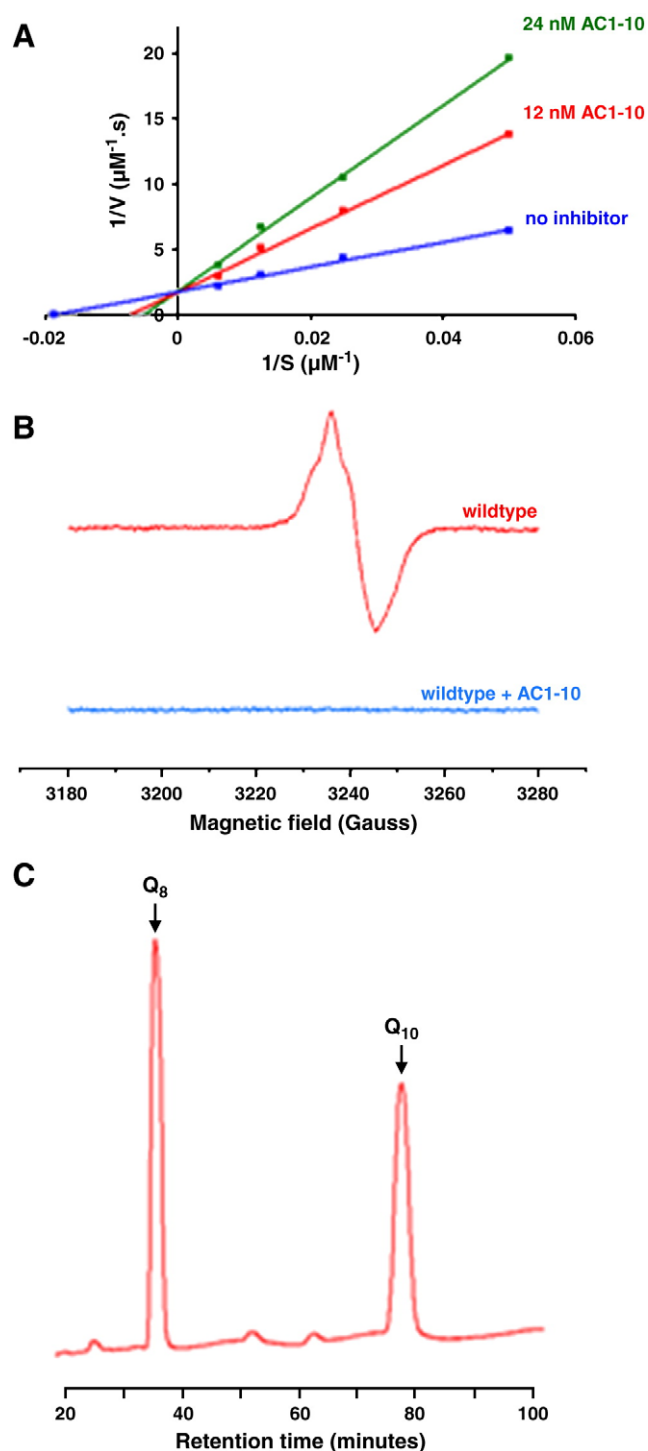 A
24 nM AC1-10
12 nM AC1-10
no inhibitor
1/V (µM⁻¹.s)
20
15
10
5
0
-0.02 0 0.02 0.04 0.06
1/S (µM⁻¹)
B
wildtype
wildtype + AC1-10
3180 3200 3220 3240 3260 3280
Magnetic field (Gauss)
C
Q₈
Q₁₀
20 40 60 80 100
Retention time (minutes)